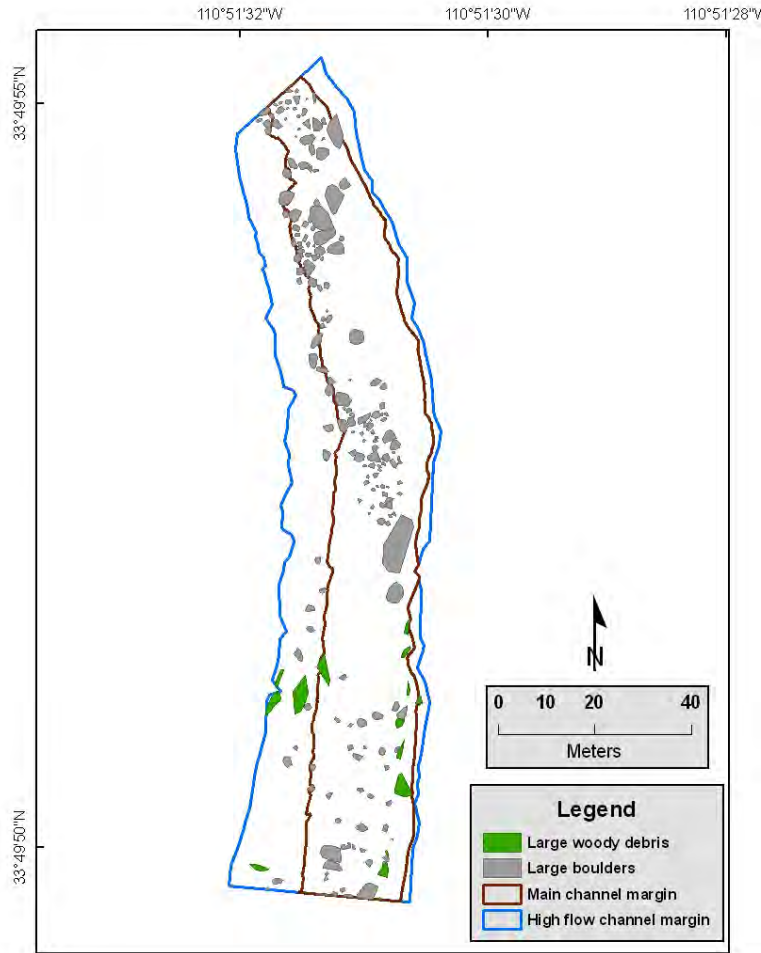 110°51'32"W 110°51'30"W 110°51'28"W
33°49'55"N
N
0 10 20 40
Meters
33°49'50"N
Legend
Large woody debris
Large boulders
Main channel margin
High flow channel margin